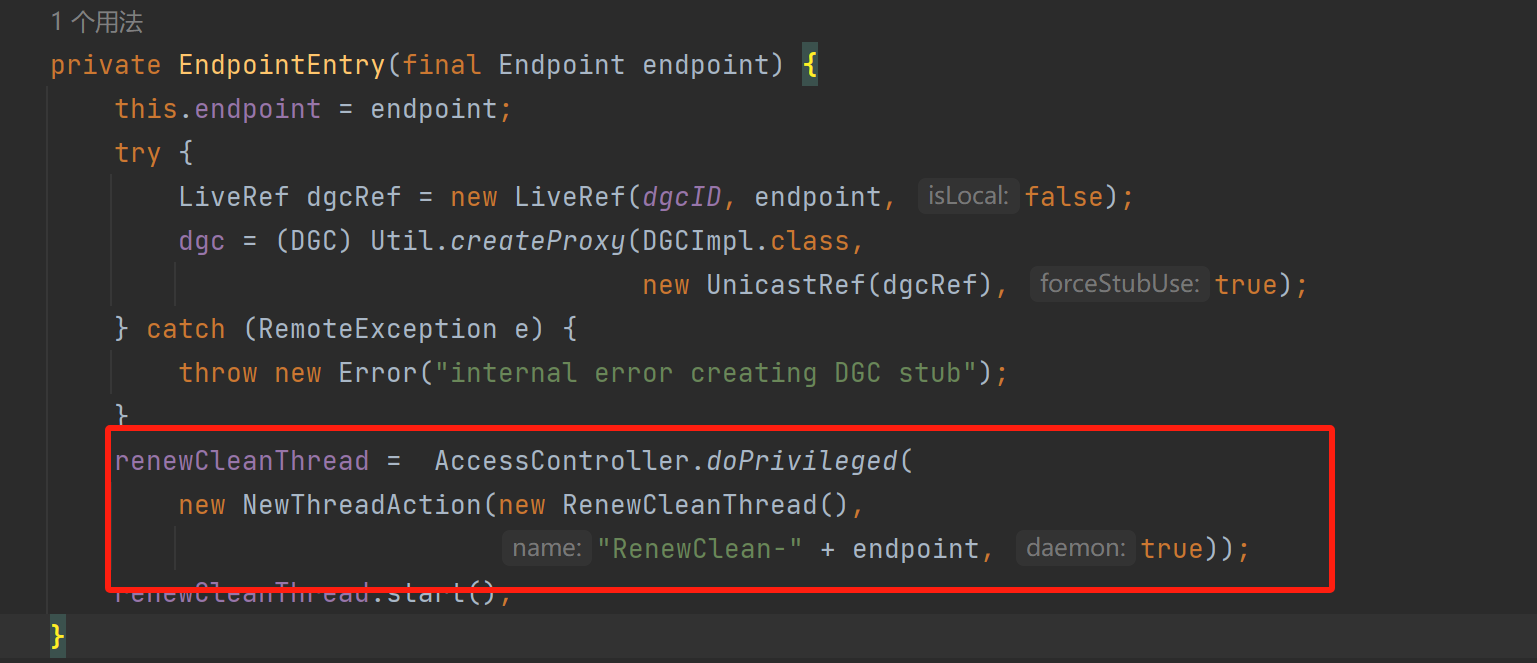 1 个用法
private EndpointEntry(final Endpoint endpoint) {
this.endpoint = endpoint;
try {
LiveRef dgcRef = new LiveRef(dgcID, endpoint, isLocal: false);
dgc = (DGC) Util.createProxy(DGCImpl.class,
new UnicastRef(dgcRef), forceStubUse: true);
} catch (RemoteException e) {
throw new Error("internal error creating DGC stub");
}
renewCleanThread = AccessController.doPrivileged(
new NewThreadAction(new RenewCleanThread(),
name: "RenewClean-" + endpoint, daemon: true));
renewCleanThread.start();
}